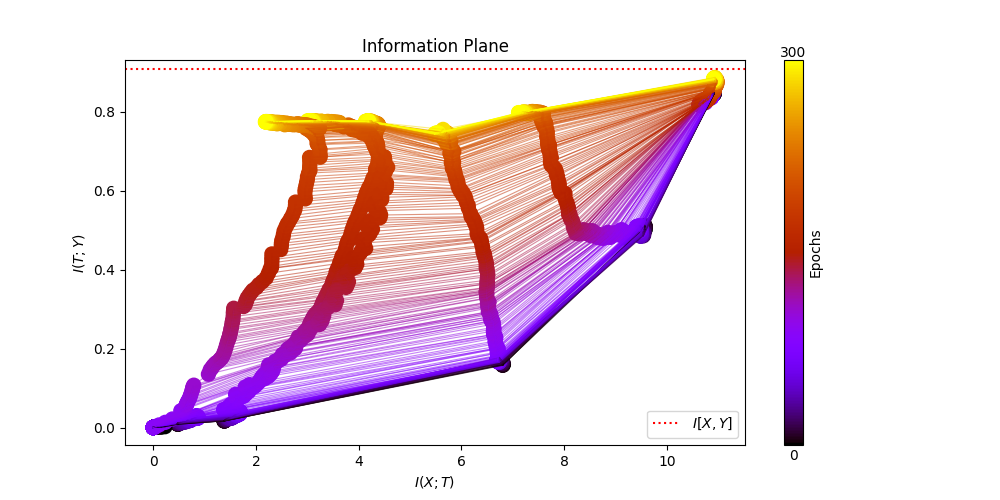 Information Plane
300
0.8
0.6
0.4
0.2
0.0
I(T; Y)
Epochs
I[X, Y]
0
2
4
6
8
10
0
I(X; T)